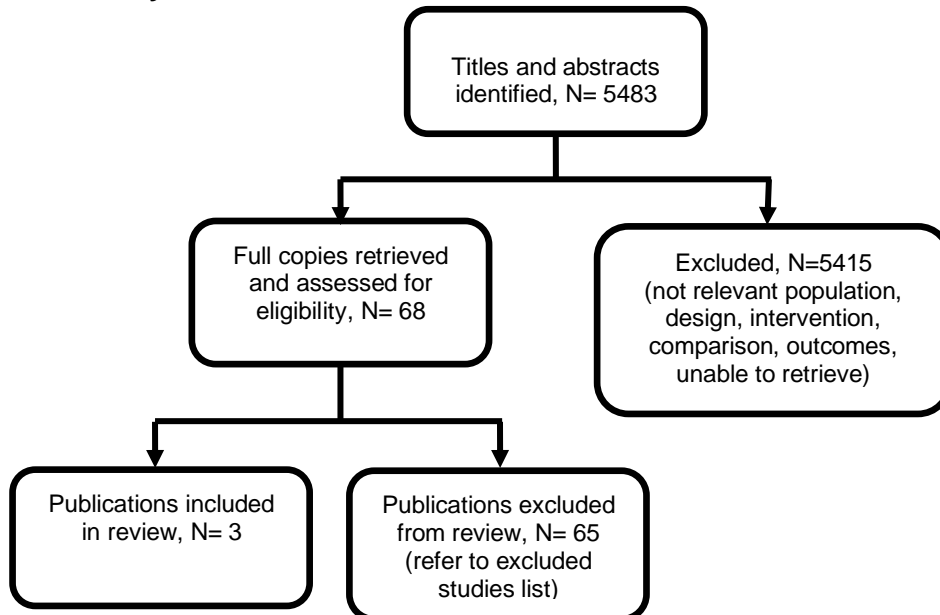 Titles and abstracts
identified, N= 5483
Full copies retrieved
and assessed for
eligibility, N= 68
Excluded, N=5415
(not relevant population,
design, intervention,
comparison, outcomes,
unable to retrieve)
Publications included
in review, N= 3
Publications excluded
from review, N= 65
(refer to excluded
studies list)